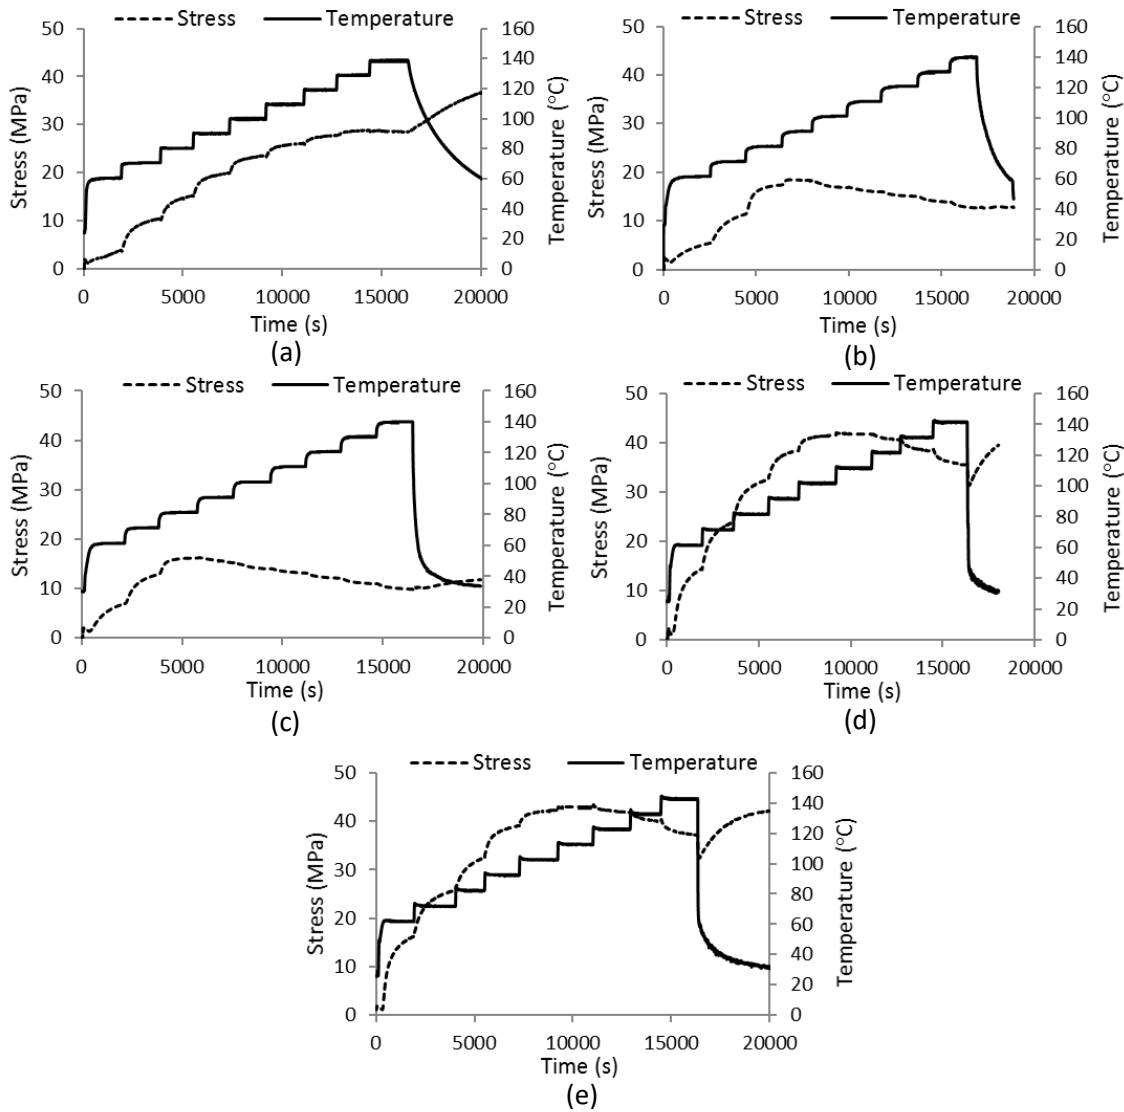 Stress Temperature
50 160
40 140
30 120
20 100
10 80
0 60
40
20
0
0 5000 10000 15000 20000
Stress (MPa)
Temperature (°C)
Time (s)
(a)
Stress Temperature
50 160
40 140
30 120
20 100
10 80
0 60
40
20
0
0 5000 10000 15000 20000
Stress (MPa)
Temperature (°C)
Time (s)
(b)
Stress Temperature
50 160
40 140
30 120
20 100
10 80
0 60
40
20
0
0 5000 10000 15000 20000
Stress (MPa)
Temperature (°C)
Time (s)
(c)
Stress Temperature
50 160
40 140
30 120
20 100
10 80
0 60
40
20
0
0 5000 10000 15000 20000
Stress (MPa)
Temperature (°C)
Time (s)
(d)
Stress Temperature
50 160
40 140
30 120
20 100
10 80
0 60
40
20
0
0 5000 10000 15000 20000
Stress (MPa)
Temperature (°C)
Time (s)
(e)